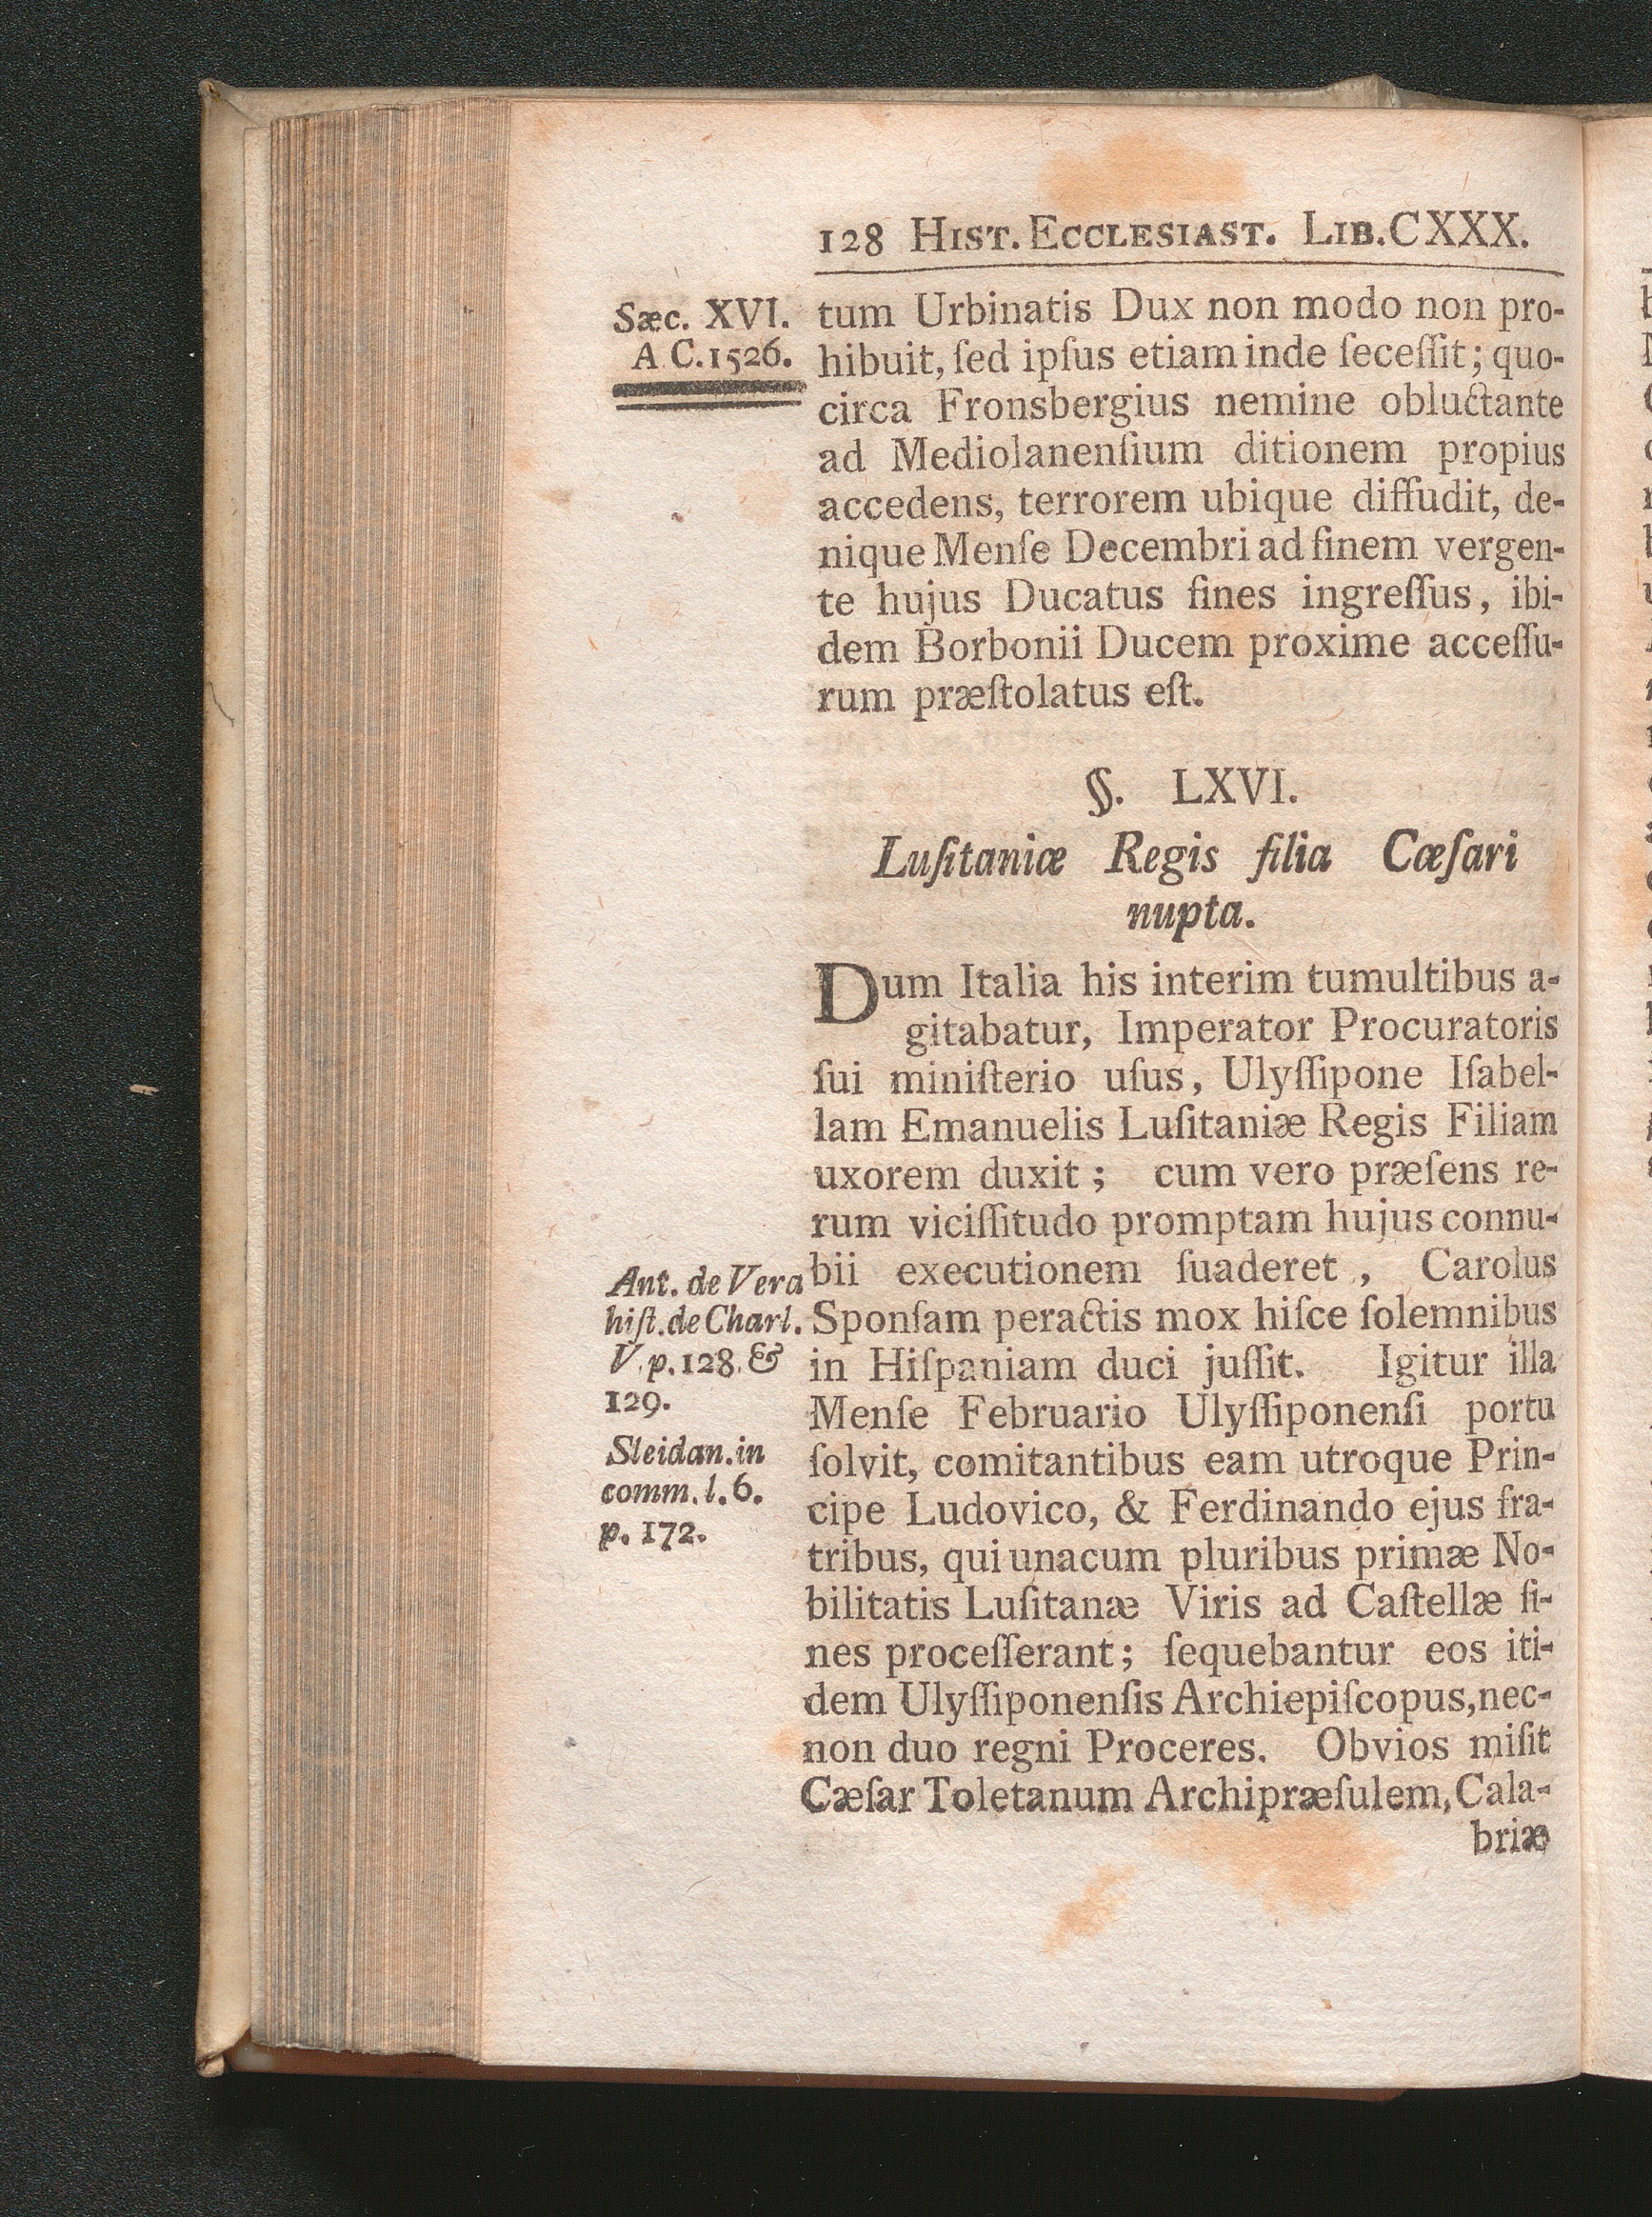 128 HIST. ECCLESIAST. LIB. CXXX.
Sæc. XVI.
A C. 1526.
tum Urbinatis Dux non modo non pro-
hibuit, ſed ipſus etiam inde ſeceſſit; quo-
circa Fronsbergius nemine obluctante
ad Mediolanenſium ditionem propius
accedens, terrorem ubique diffudit, de-
nique Menſe Decembri ad finem vergen-
te hujus Ducatus fines ingreſſus, ibi-
dem Borbonii Ducem proxime acceſſu-
rum præſtolatus eſt.
§. LXVI.
Luſitaniæ Regis filia Cæſari
nupta.
Dum Italia his interim tumultibus a-
gitabatur, Imperator Procuratoris
ſui miniſterio uſus, Ulyſſipone Iſabel-
lam Emanuelis Luſitaniæ Regis Filiam
uxorem duxit; cum vero præſens re-
rum viciſſitudo promptam hujus connu-
bii executionem ſuaderet, Carolus
Sponſam peractis mox hiſce ſolemnibus
in Hiſpaniam duci juſſit. Igitur illa
Menſe Februario Ulyſſiponenſi portu
ſolvit, comitantibus eam utroque Prin-
cipe Ludovico, & Ferdinando ejus fra-
tribus, qui unacum pluribus primæ No-
bilitatis Luſitanæ Viris ad Caſtellæ fi-
nes proceſſerant; ſequebantur eos iti-
dem Ulyſſiponenſis Archiepiſcopus, nec-
non duo regni Proceres. Obvios miſit
Cæſar Toletanum Archipræſulem, Cala-
briæ
Ant. de Vera
hiſt. de Charl.
V. p. 128. &
129.
Sleidan. in
comm. l. 6.
p. 172.